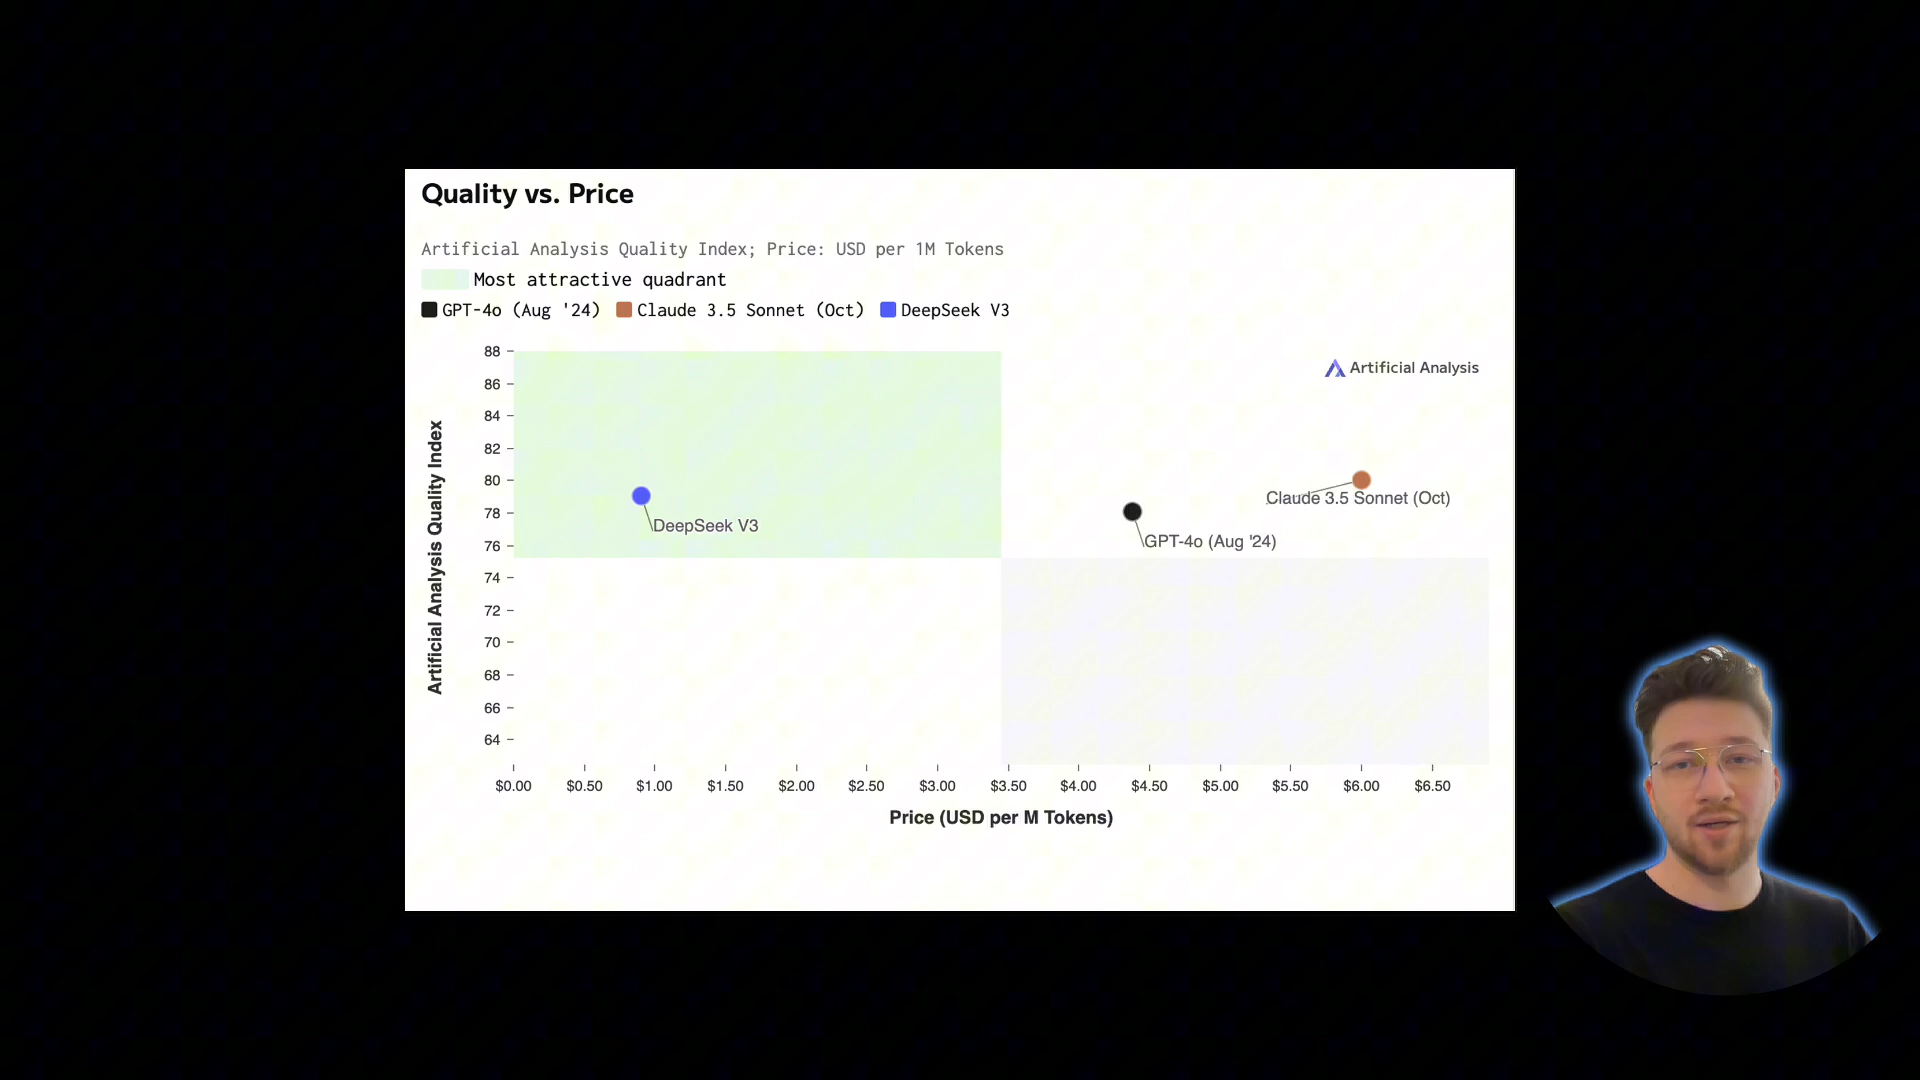 Quality vs. Price
Artificial Analysis Quality Index; Price: USD per 1M Tokens
Most attractive quadrant
GPT-4o (Aug '24) Claude 3.5 Sonnet (Oct) DeepSeek V3
Artificial Analysis
Artificial Analysis Quality Index
88
86
84
82
80
78
76
74
72
70
68
66
64
Claude 3.5 Sonnet (Oct)
DeepSeek V3
GPT-4o (Aug '24)
$0.00 $0.50 $1.00 $1.50 $2.00 $2.50 $3.00 $3.50 $4.00 $4.50 $5.00 $5.50 $6.00 $6.50
Price (USD per M Tokens)